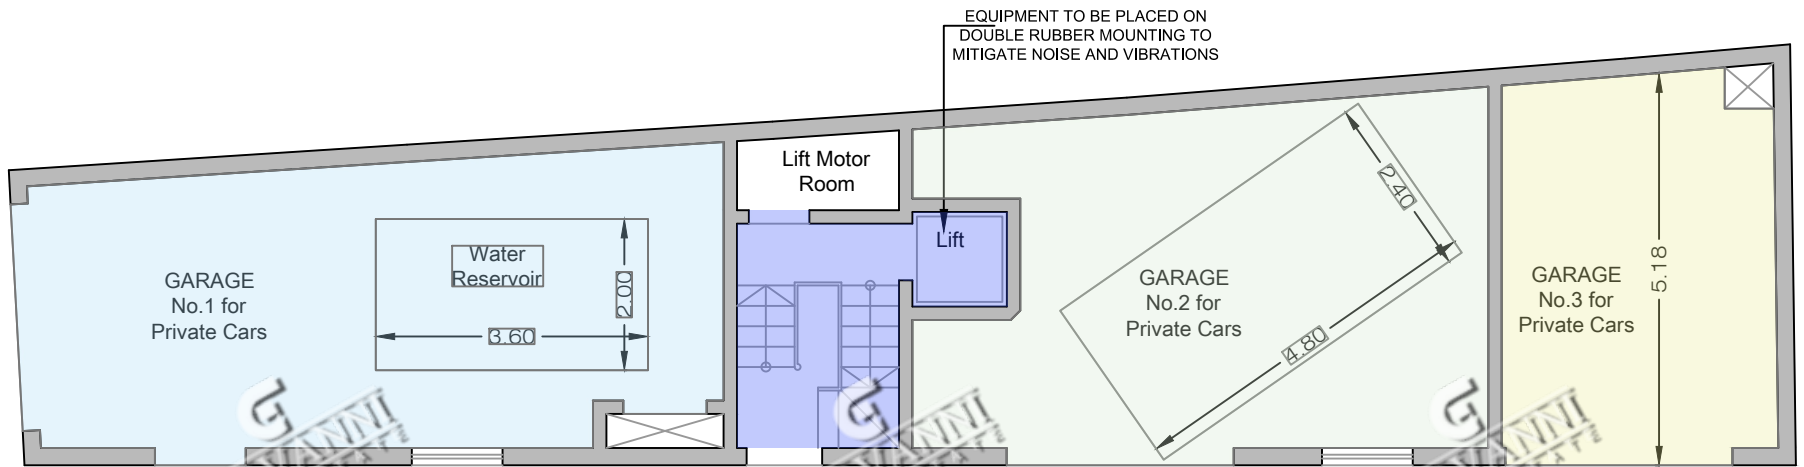 EQUIPMENT TO BE PLACED ON
DOUBLE RUBBER MOUNTING TO
MITIGATE NOISE AND VIBRATIONS
Lift Motor
Room
Lift
Water
Reservoir
2.00
3.60
GARAGE
No.1 for
Private Cars
2.40
4.80
GARAGE
No.2 for
Private Cars
5.18
GARAGE
No.3 for
Private Cars